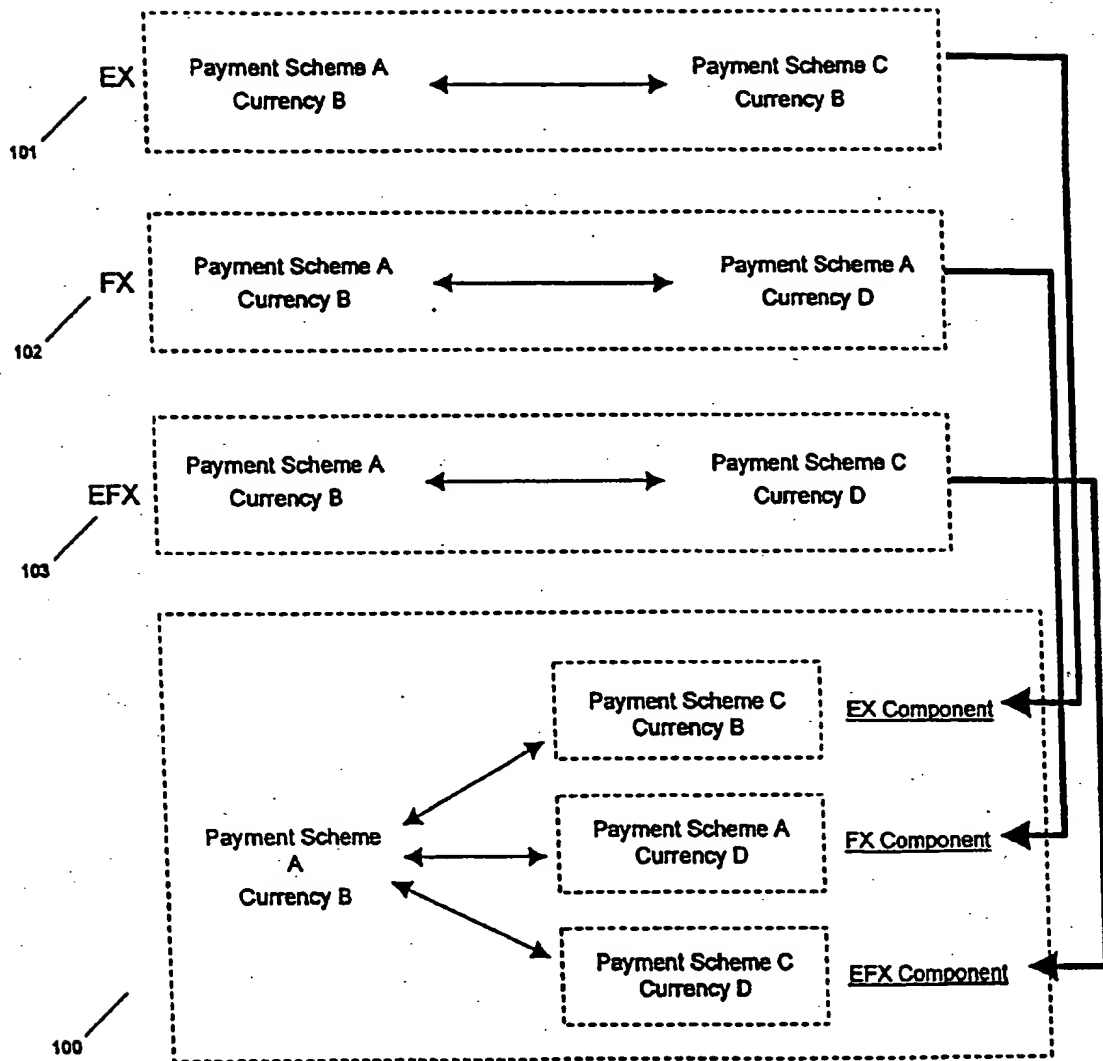 EX
Payment Scheme A
Currency B
Payment Scheme C
Currency B
101
FX
Payment Scheme A
Currency B
Payment Scheme A
Currency D
102
EFX
Payment Scheme A
Currency B
Payment Scheme C
Currency D
103
Payment Scheme C
Currency B
EX Component
Payment Scheme
A
Currency B
Payment Scheme A
Currency D
FX Component
Payment Scheme C
Currency D
EFX Component
100